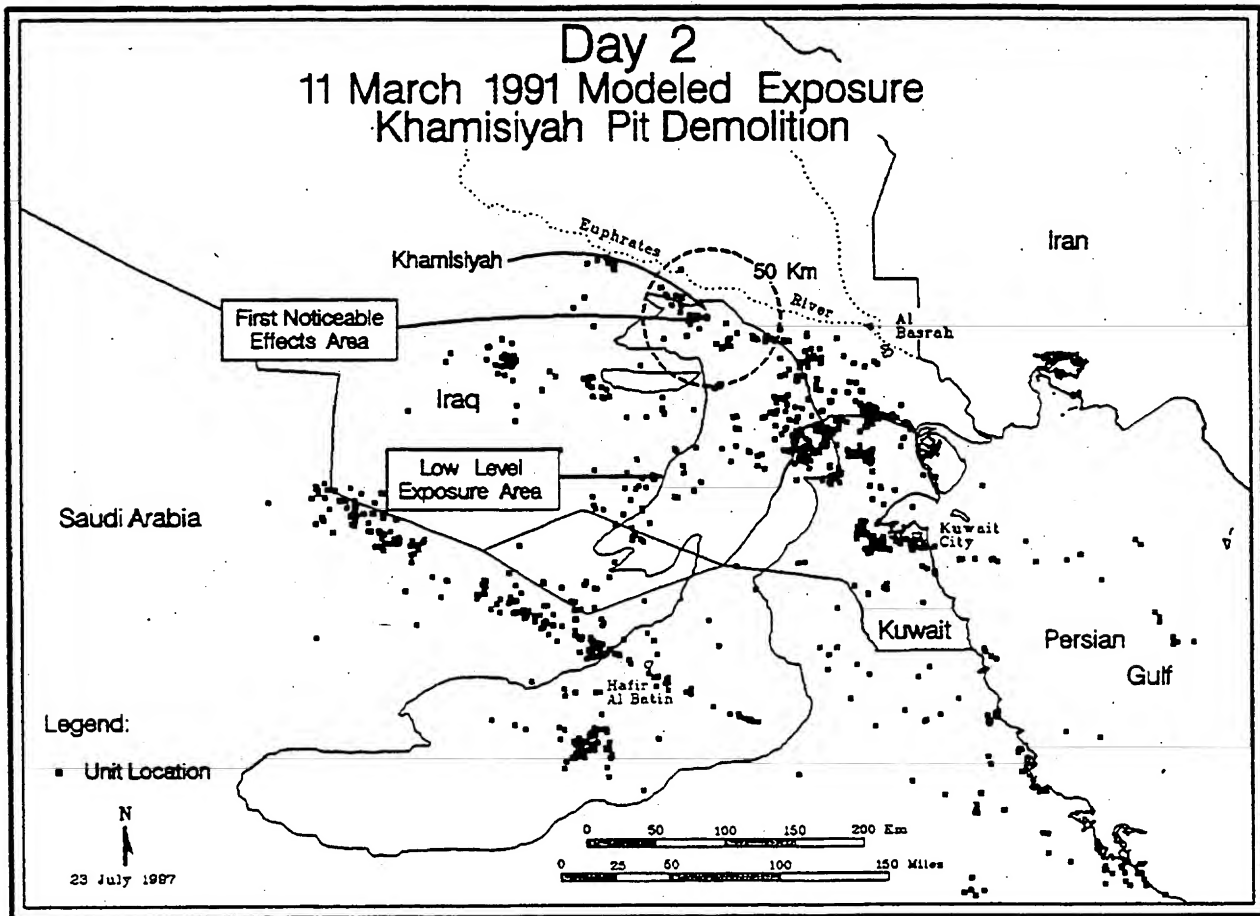 Day 2
11 March 1991 Modeled Exposure
Khamisiyah Pit Demolition
Euphrates
River
Khamisiyah
50 Km
Iran
Al
Basrah
First Noticeable
Effects Area
Iraq
Low Level
Exposure Area
Saudi Arabia
Kuwait
City
Kuwait
Persian
Gulf
Hafir
Al Batin
Legend:
Unit Location
N
23 July 1997
0 50 100 150 200 Km
0 25 50 100 150 Miles